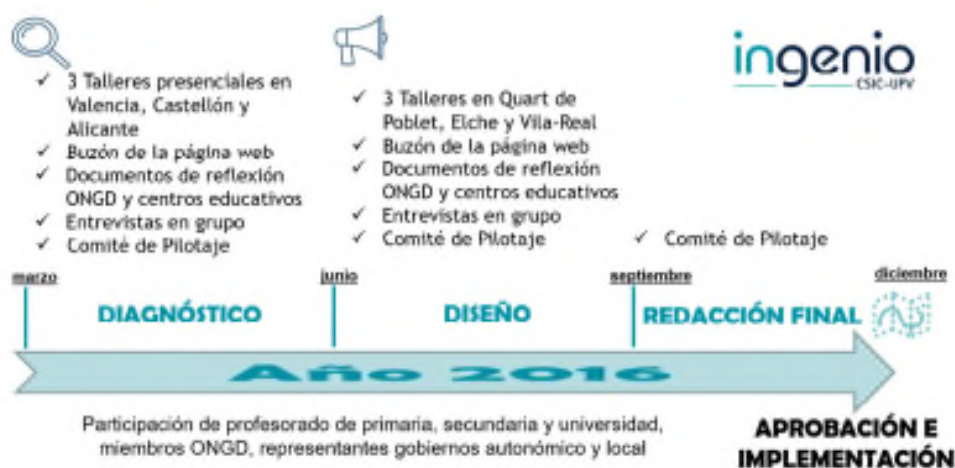 ingenio
CSIC-UPV
✓ 3 Talleres presenciales en
Valencia, Castellón y
Alicante
✓ Buzón de la página web
✓ Documentos de reflexión
ONGD y centros educativos
✓ Entrevistas en grupo
✓ Comité de Pilotaje
✓ 3 Talleres en Quart de
Poblet, Elche y Vila-Real
✓ Buzón de la página web
✓ Documentos de reflexión
ONGD y centros educativos
✓ Entrevistas en grupo
✓ Comité de Pilotaje
✓ Comité de Pilotaje
marzo
junio
septiembre
diciembre
DIAGNÓSTICO
DISEÑO
REDACCIÓN FINAL
Año 2016
Participación de profesorado de primaria, secundaria y universidad,
miembros ONGD, representantes gobiernos autonómico y local
APROBACIÓN E
IMPLEMENTACIÓN